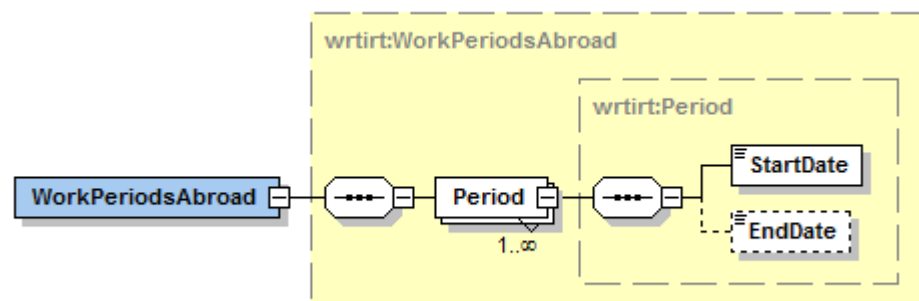 wrtirt:WorkPeriodsAbroad
wrtirt:Period
StartDate
WorkPeriodsAbroad
Period
EndDate
1..∞